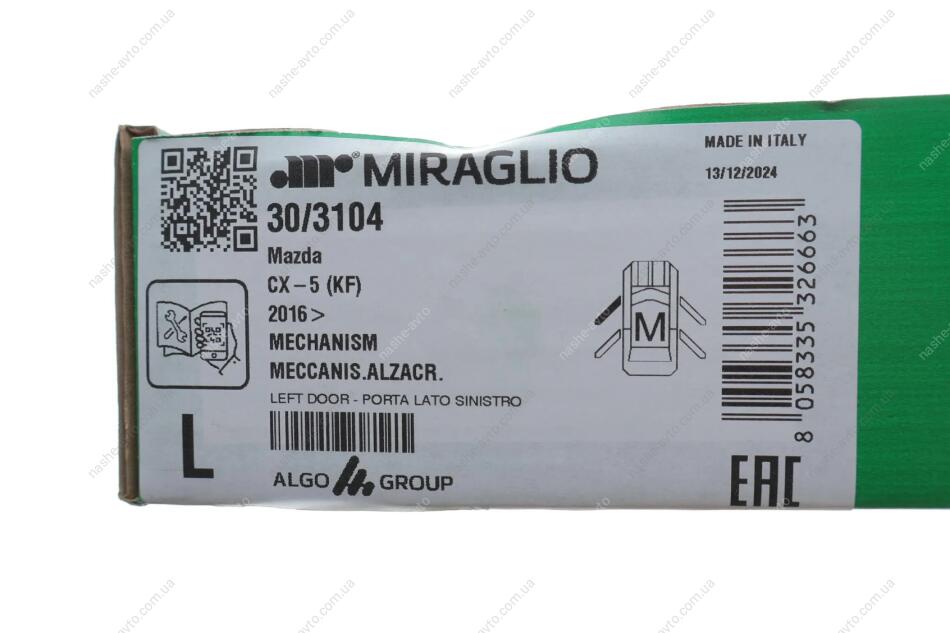 MIRAGLIO
30/3104
Mazda
CX-5 (KF)
2016>
MECHANISM
MECCANIS.ALZACR.
LEFT DOOR - PORTA LATO SINISTRO
L
ALGO GROUP
MADE IN ITALY
13/12/2024
M
8 058335 326663
EAC
nashe-avto.com.ua